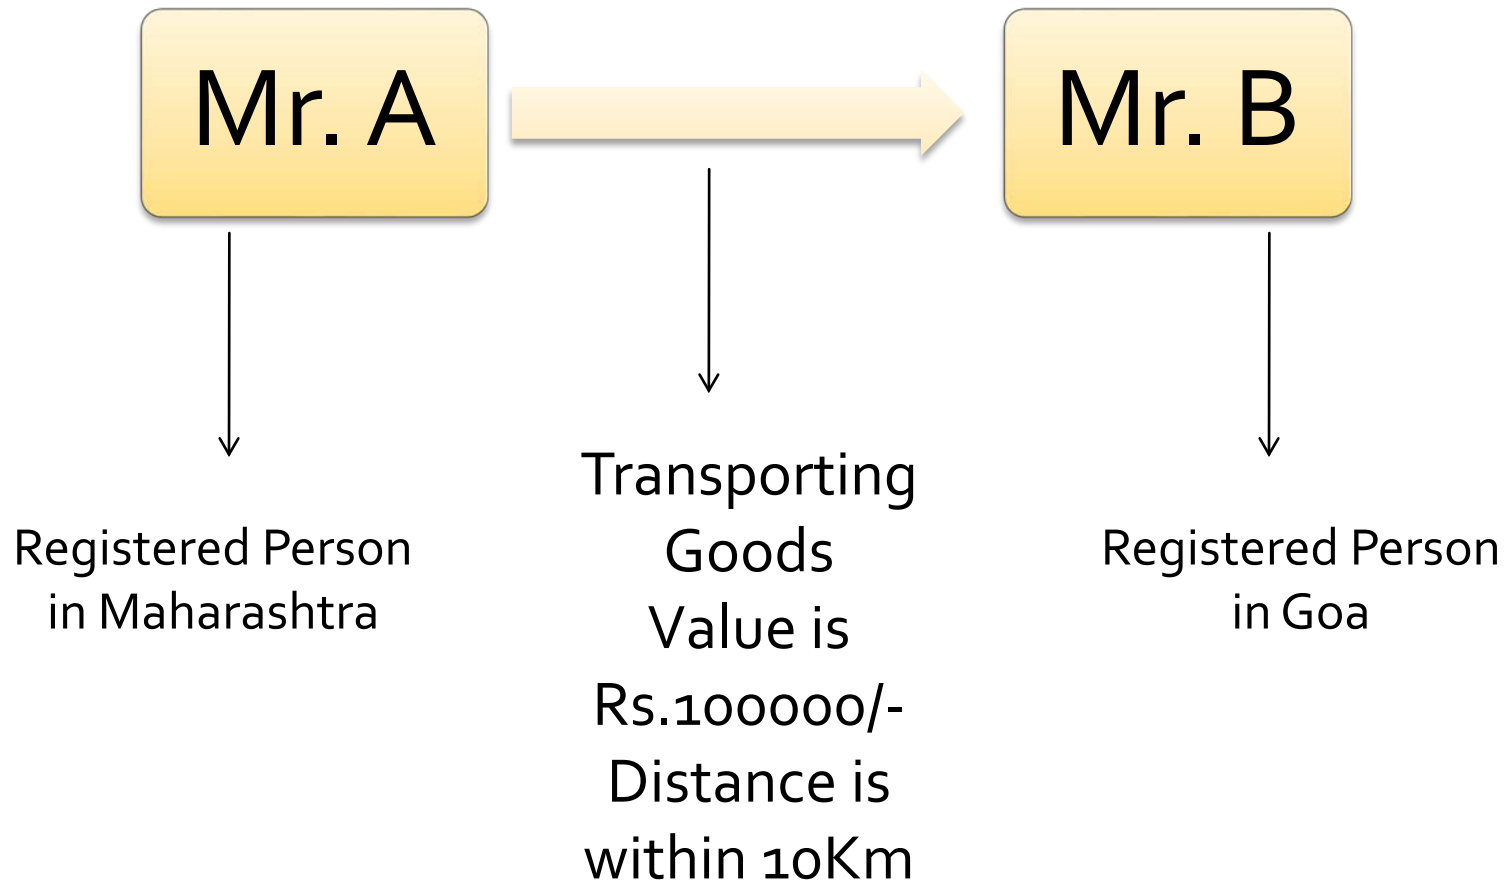 Mr. A
Mr. B
Registered Person
in Maharashtra
Transporting
Goods
Value is
Rs.100000/-
Distance is
within 10Km
Registered Person
in Goa